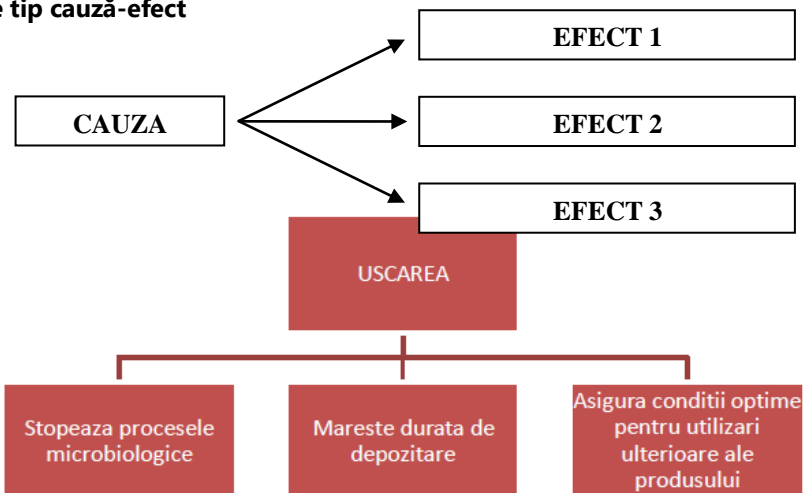 tip cauză-efect
EFECT 1
CAUZA
EFECT 2
EFECT 3
USCAREA
Stopeaza procesele
microbiologice
Mareste durata de
depozitare
Asigura conditii optime
pentru utilizari
ulterioare ale
produsului